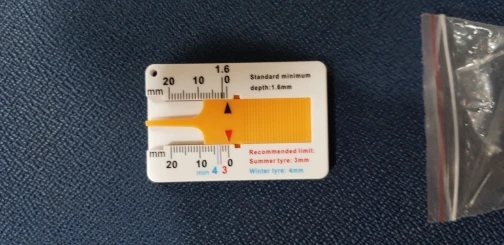 1.6
20 10 0
mm
Standard minimum
depth:1.6mm
mm
20 10 0
min 4 3
Recommended limit:
Summer tyre: 3mm
Winter tyre: 4mm